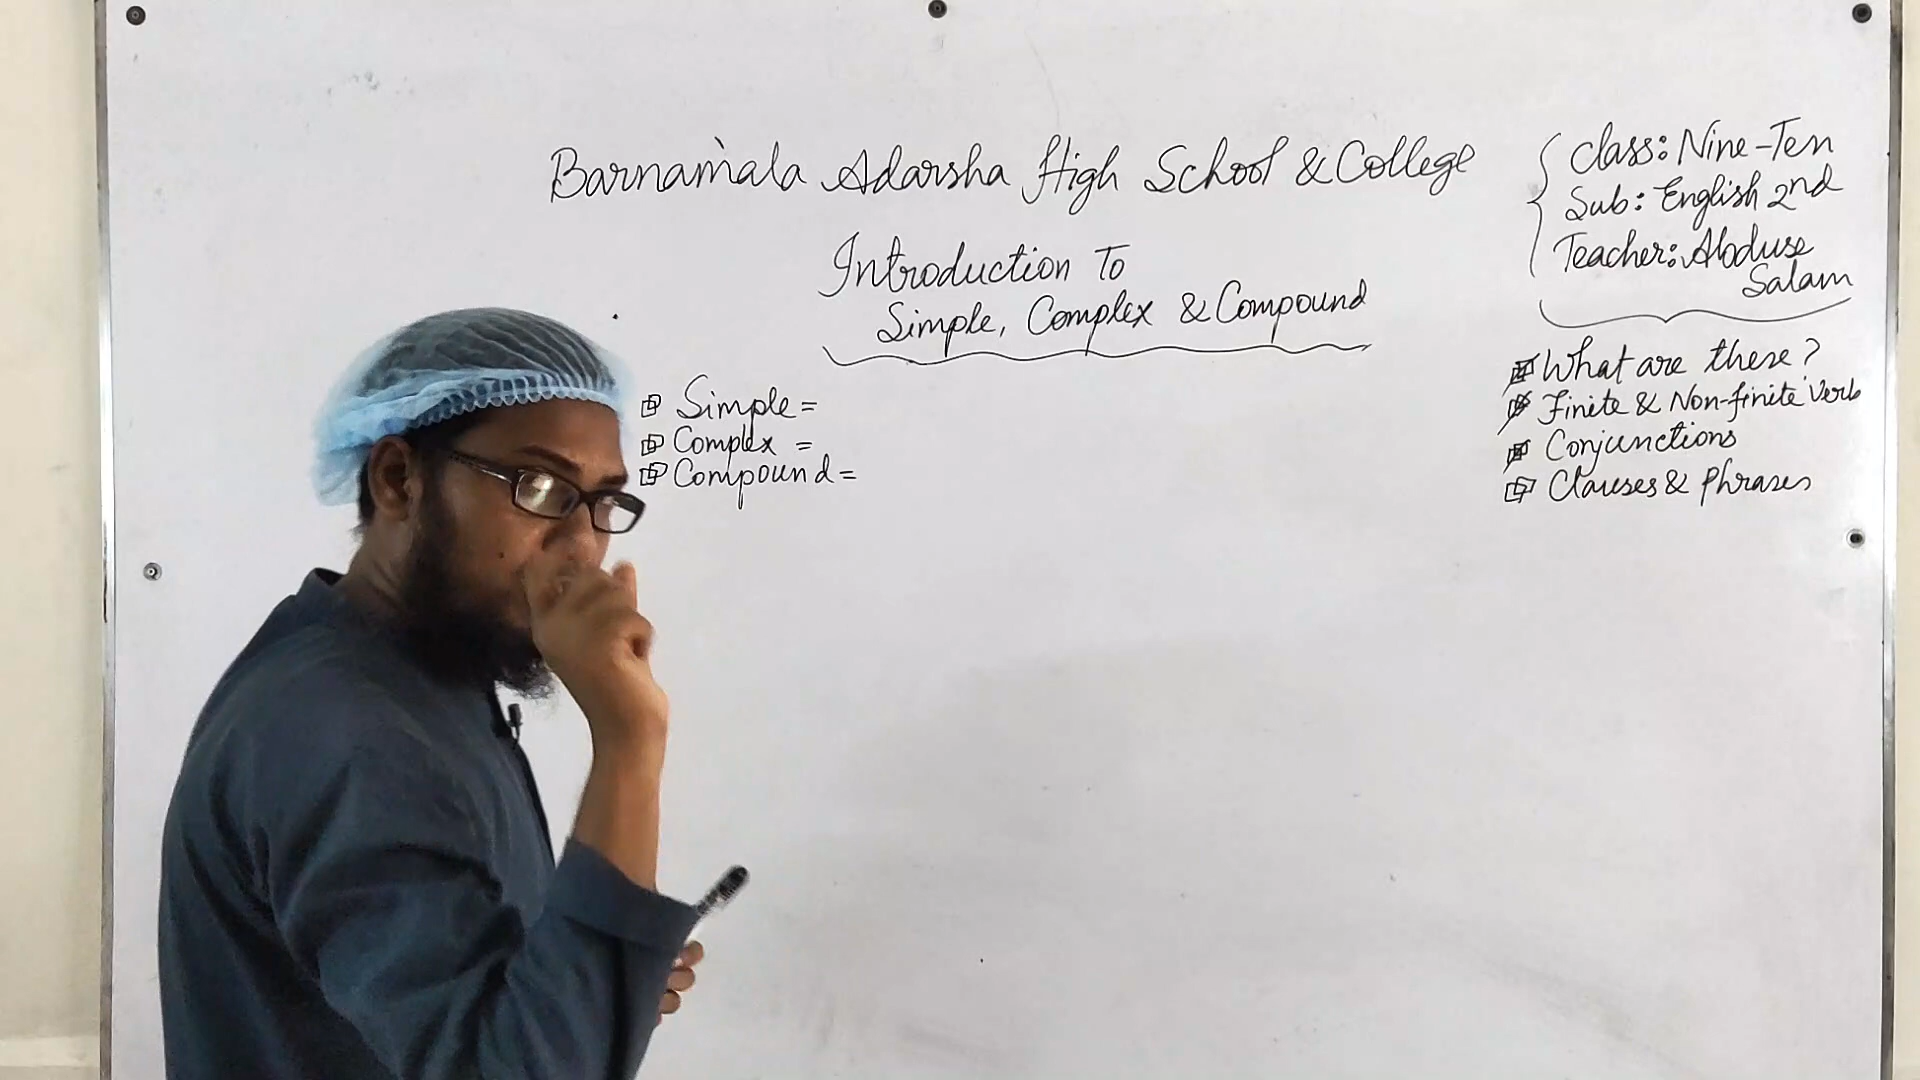 Barnamala Adarsha High School & College
Introduction To
Simple, Complex & Compound
Simple =
Complex =
Compound =
Class: Nine-Ten
Sub: English 2nd
Teacher: Abduse
Salam
What are these?
Finite & Non-finite Verb
Conjunctions
Clauses & Phrases